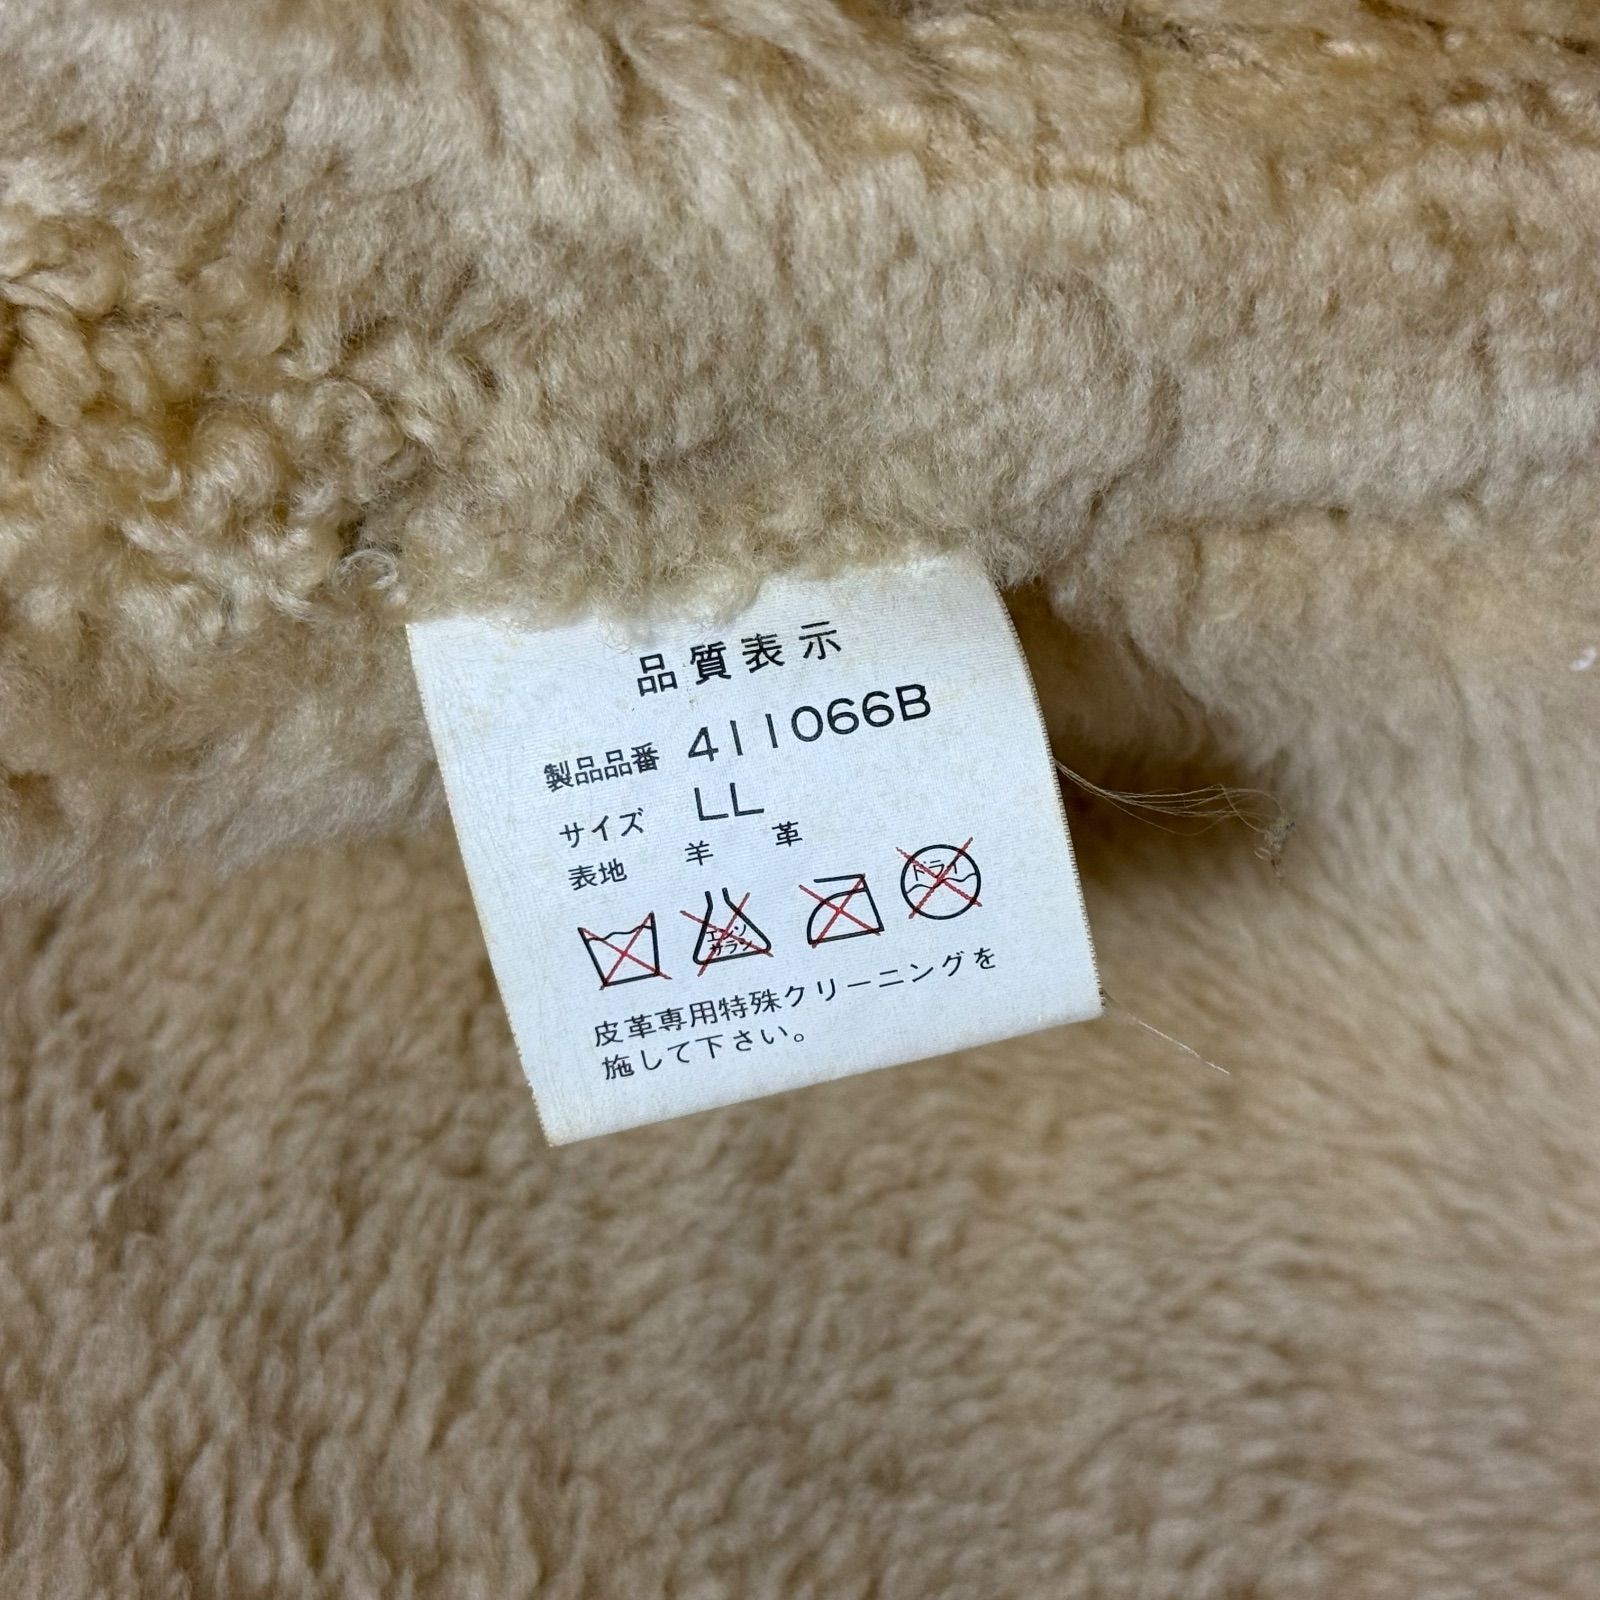 品質表示
製品品番 411066B
サイズ LL
表地 羊革
エンソ
サラシ
ドライ
皮革専用特殊クリーニングを
施して下さい。